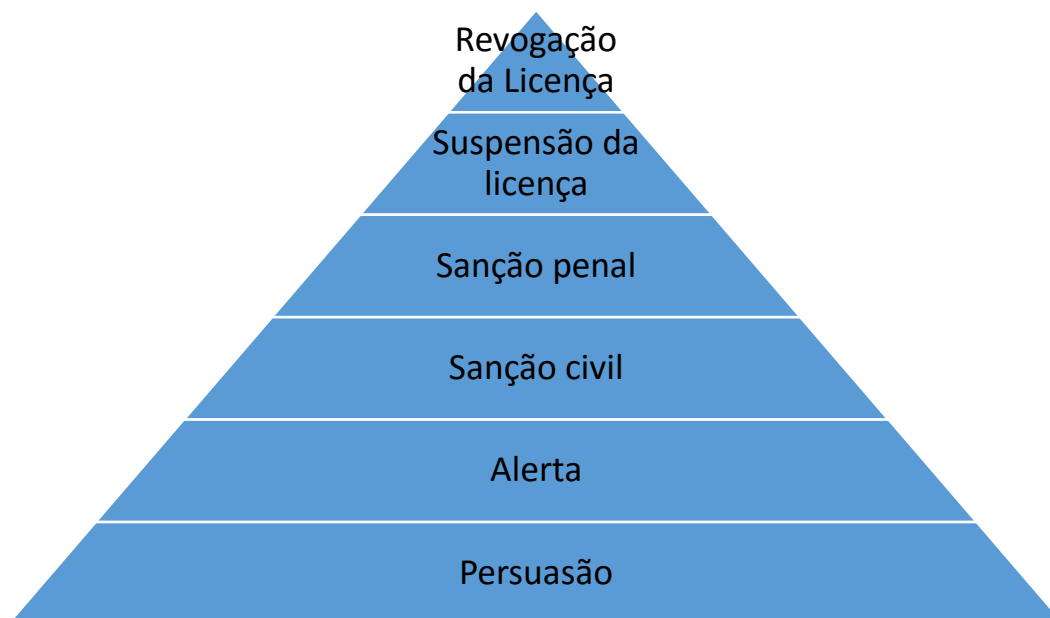 Revogação
da Licença
Suspensão da
licença
Sanção penal
Sanção civil
Alerta
Persuasão